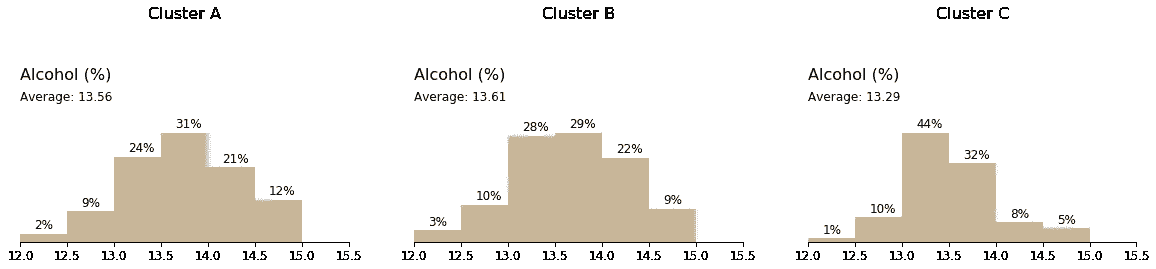 Cluster A
Alcohol (%)
Average: 13.56
2%
9%
24%
31%
21%
12%
12.0 12.5 13.0 13.5 14.0 14.5 15.0 15.5
Cluster B
Alcohol (%)
Average: 13.61
3%
10%
28%
29%
22%
9%
12.0 12.5 13.0 13.5 14.0 14.5 15.0 15.5
Cluster C
Alcohol (%)
Average: 13.29
1%
10%
44%
32%
8%
5%
12.0 12.5 13.0 13.5 14.0 14.5 15.0 15.5